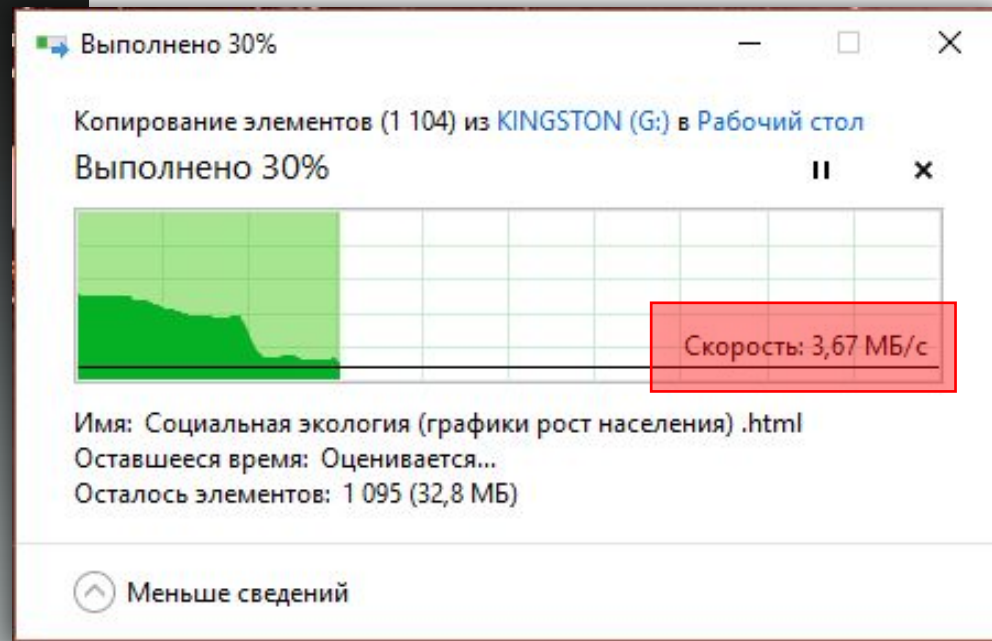 Выполнено 30%
Копирование элементов (1 104) из KINGSTON (G:) в Рабочий стол
Выполнено 30%
Скорость: 3,67 МБ/с
Имя: Социальная экология (графики рост населения) .html
Оставшееся время: Оценивается...
Осталось элементов: 1 095 (32,8 МБ)
Меньше сведений